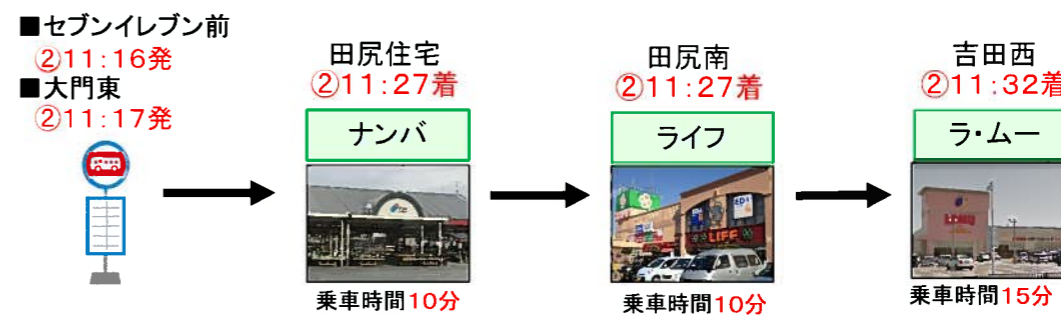 ■セブンイレブン前
②11:16発
■大門東
②11:17発
田尻住宅
②11:27着
ナンバ
乗車時間10分
田尻南
②11:27着
ライフ
LIFE
乗車時間10分
吉田西
②11:32着
ラ・ムー
乗車時間15分